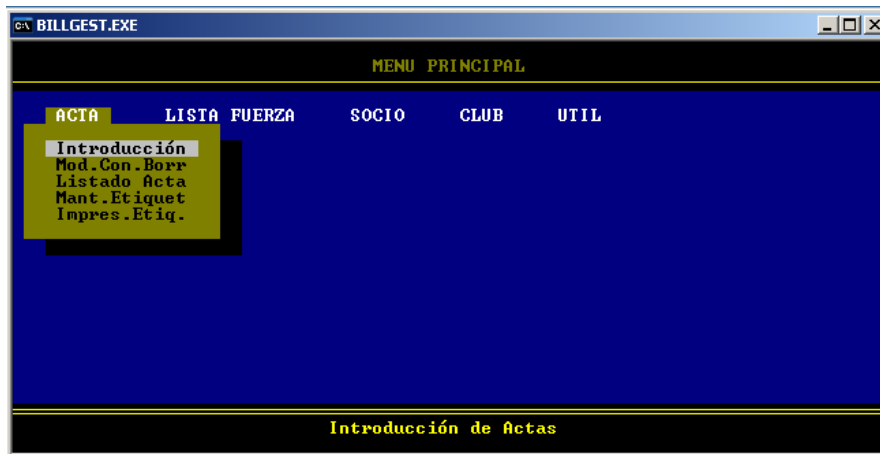 BILLGEST.EXE
MENU PRINCIPAL
ACTA LISTA FUERZA SOCIO CLUB UTIL
Introducción
Mod.Con.Borr
Listado Acta
Mant.Etiquet
Impres.Etiq.
Introducción de Actas